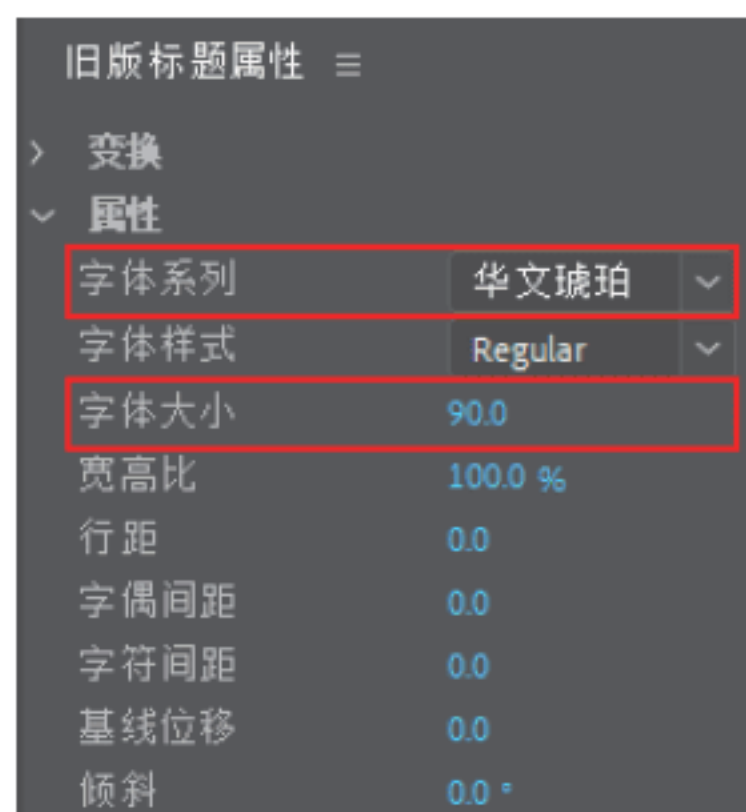 旧版标题属性
变换
属性
字体系列 华文琥珀
字体样式 Regular
字体大小 90.0
宽高比 100.0 %
行距 0.0
字偶间距 0.0
字符间距 0.0
基线位移 0.0
倾斜 0.0 °